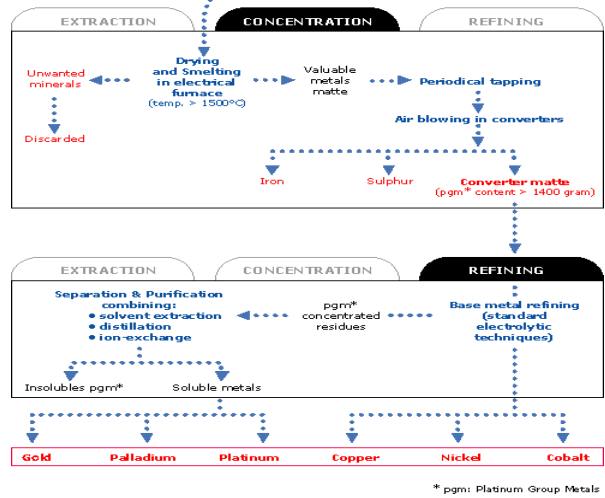 EXTRACTION
CONCENTRATION
REFINING
Drying
and Smelting
in electrical
furnace
(temp. > 1500°C)
Unwanted
minerals
Valuable
metals
matte
Periodical tapping
Discarded
Air blowing in converters
Iron
Sulphur
Converter matte
(pgm* content > 1400 gram)
EXTRACTION
CONCENTRATION
REFINING
Separation & Purification
combining:
• solvent extraction
• distillation
• ion-exchange
pgm*
concentrated
residues
Base metal refining
(standard
electrolytic
techniques)
Insolubles pgm*
Soluble metals
Gold
Palladium
Platinum
Copper
Nickel
Cobalt
* pgm: Platinum Group Metals